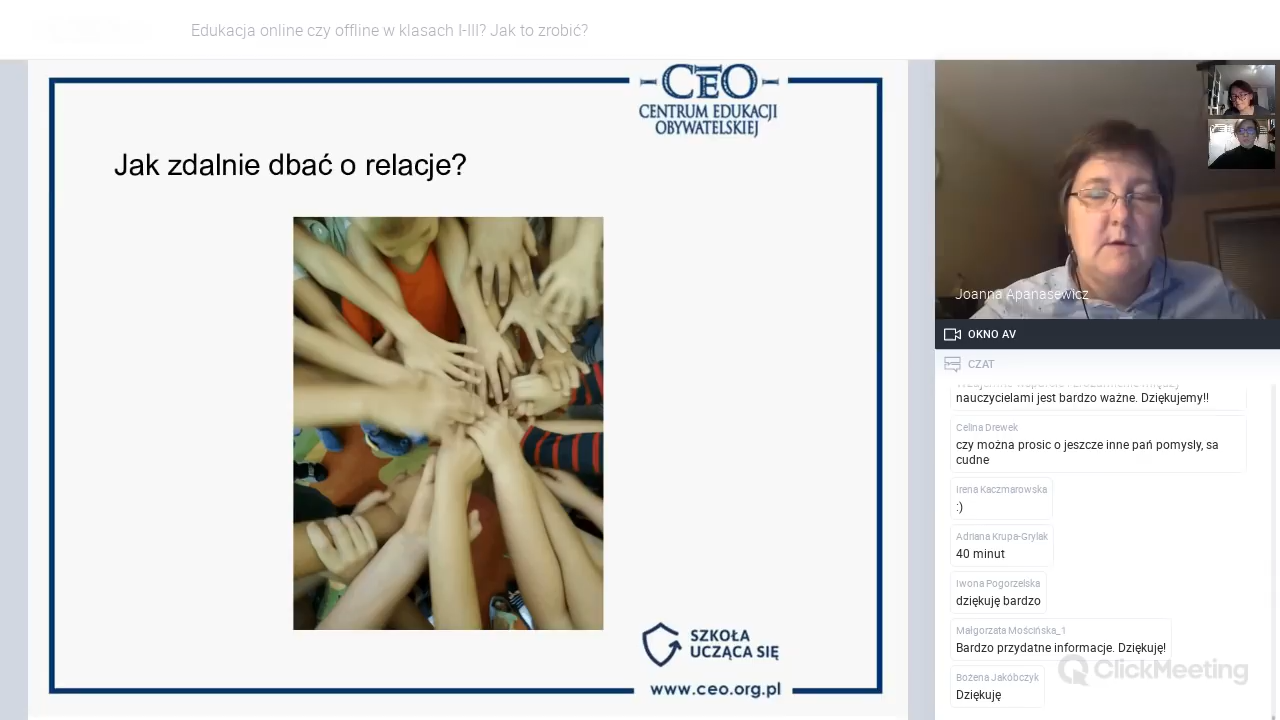 Edukacja online czy offline w klasach I-III? Jak to zrobić?
CEO
CENTRUM EDUKACJI
OBYWATELSKIEJ
Jak zdalnie dbać o relacje?
SZKOŁA
UCZĄCA SIĘ
www.ceo.org.pl
Joanna Apanasewicz
OKNO AV
CZAT
nauczycielami jest bardzo ważne. Dziękujemy!!
Celina Drewek
czy można prosic o jeszcze inne pań pomysly, sa
cudne
Irena Kaczmarowska
:)
Adriana Krupa-Grylak
40 minut
Iwona Pogorzelska
dziękuję bardzo
Małgorzata Mościńska_1
Bardzo przydatne informacje. Dziękuję!
ClickMeeting
Bożena Jakóbczyk
Dziękuję